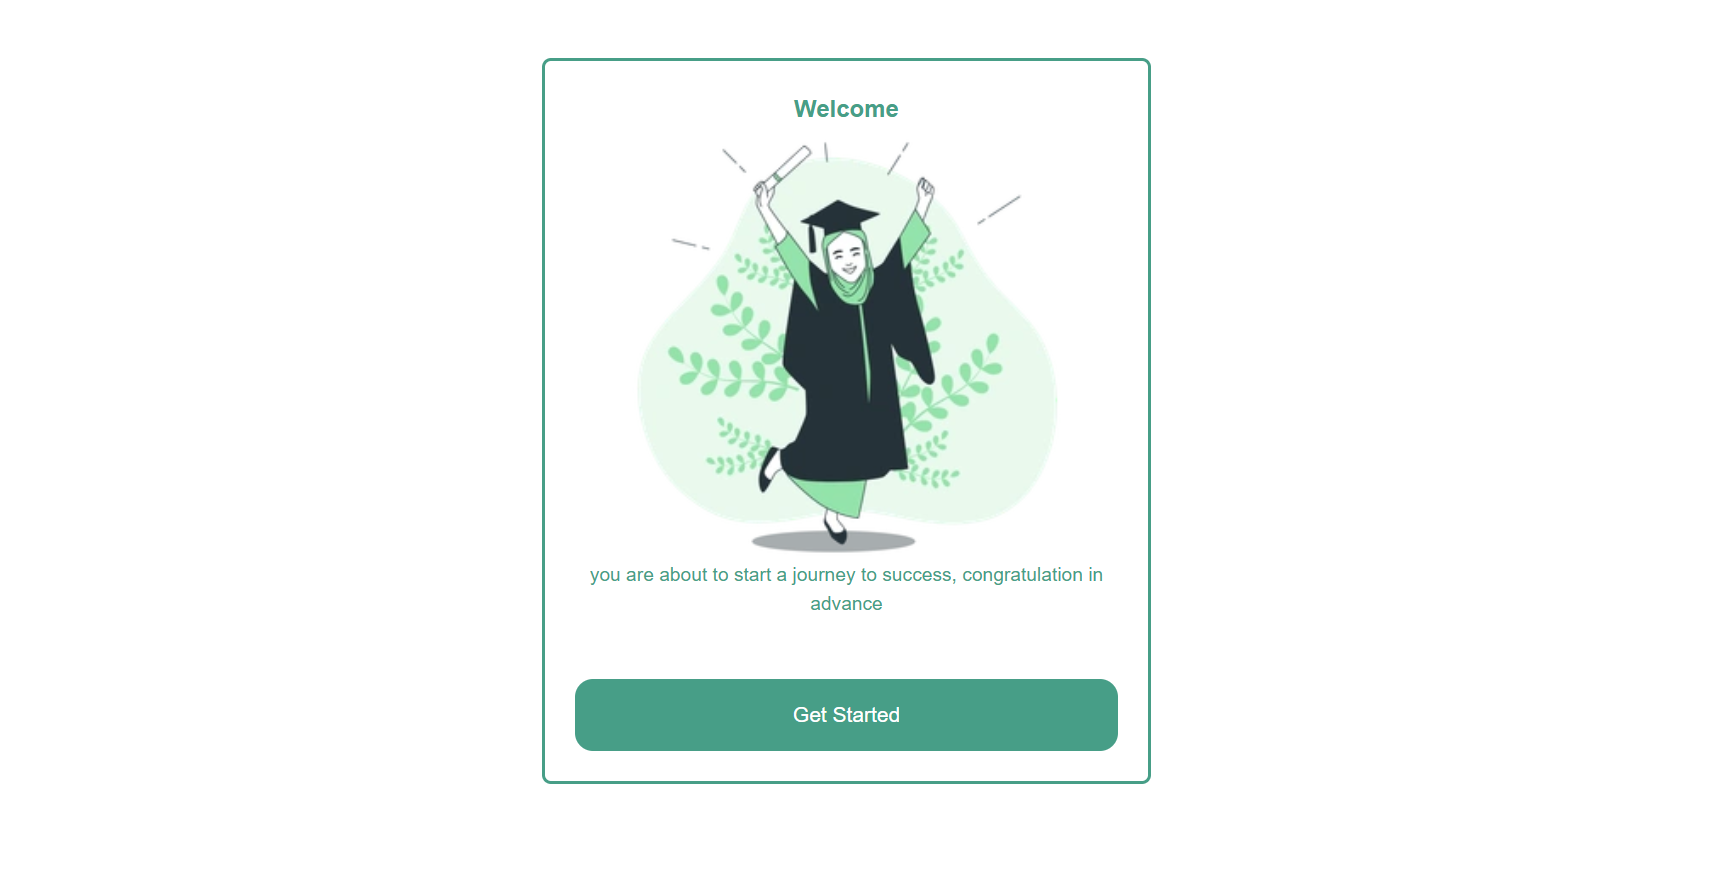 Welcome
you are about to start a journey to success, congratulation in
advance
Get Started